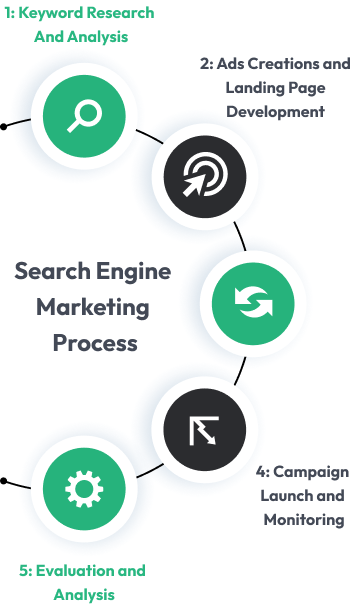 1: Keyword Research
And Analysis
2: Ads Creations and
Landing Page
Development
Search Engine
Marketing
Process
4: Campaign
Launch and
Monitoring
5: Evaluation and
Analysis